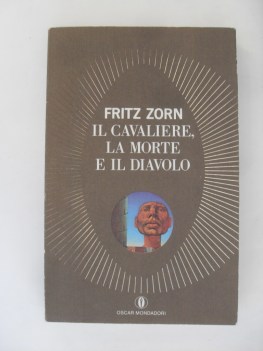 FRITZ ZORN
IL CAVALIERE,
LA MORTE
E IL DIAVOLO
OSCAR MONDADORI